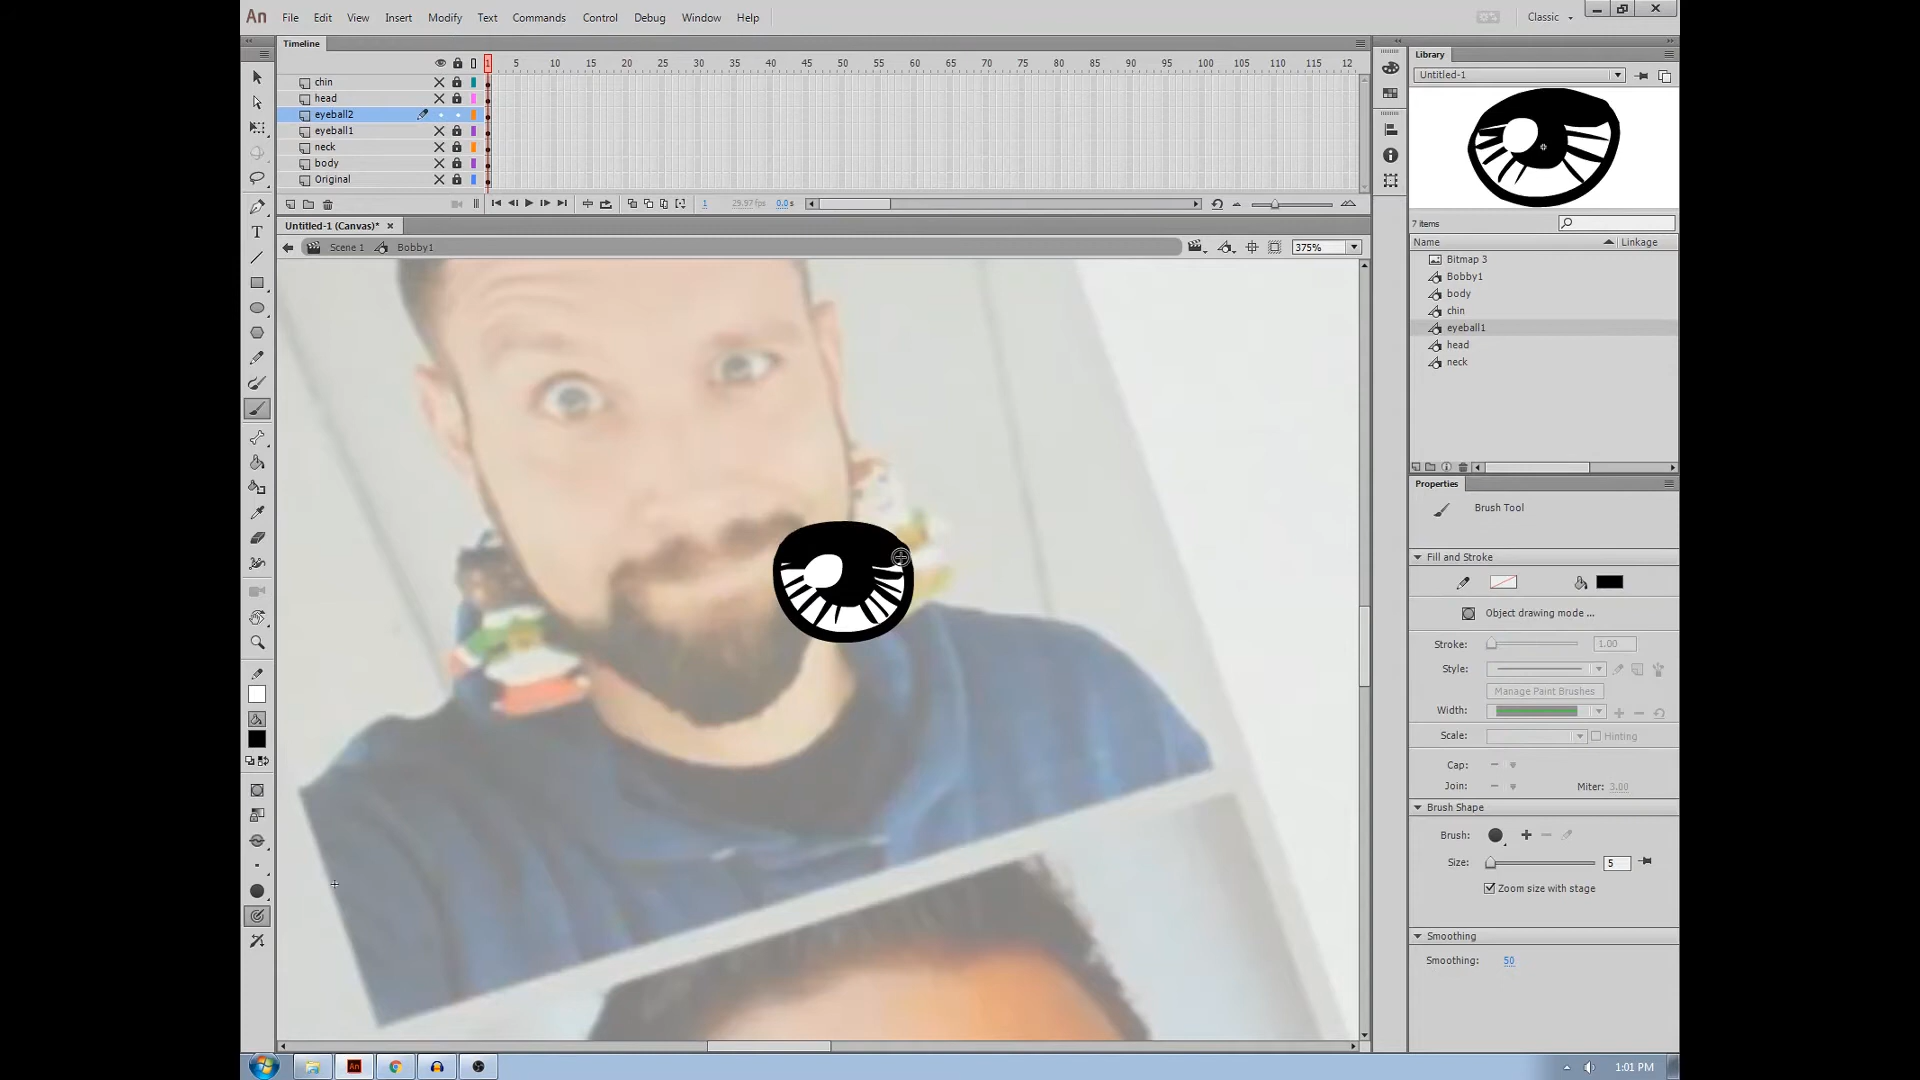 An File Edit View Insert Modify Text Commands Control Debug Window Help Classic
Timeline
1 5 10 15 20 25 30 35 40 45 50 55 60 65 70 75 80 85 90 95 100 105 110 115 12
chin
head
eyeball2
eyeball1
neck
body
Original
1 29.97 fps 0.0 s
Untitled-1 (Canvas)* ×
Scene 1 Bobby1 375%
Library
Untitled-1
7 items
Name Linkage
Bitmap 3
Bobby1
body
chin
eyeball1
head
neck
Properties
Brush Tool
Fill and Stroke
Object drawing mode ...
Stroke: 1.00
Style:
Manage Paint Brushes
Width:
Scale: Hinting
Cap:
Join: Miter: 3.00
Brush Shape
Brush:
Size: 5
Zoom size with stage
Smoothing
Smoothing: 50
An 1:01 PM